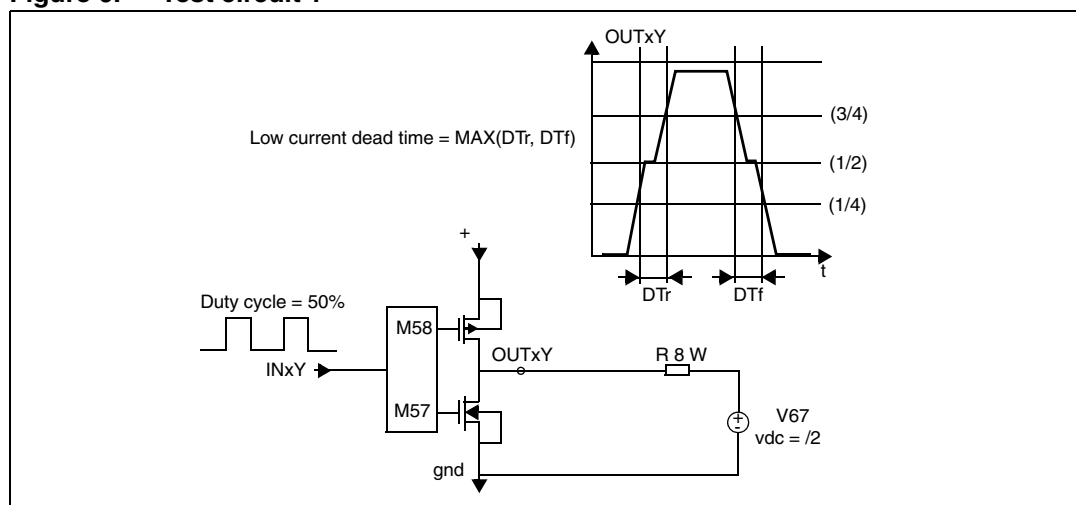 Figure 3. Test circuit 1
OUTxY
(3/4)
Low current dead time = MAX(DTr, DTf)
(1/2)
(1/4)
+
t
DTr
DTf
Duty cycle = 50%
M58
OUTxY
R 8 W
INxY
M57
+
-
V67
vdc = /2
gnd